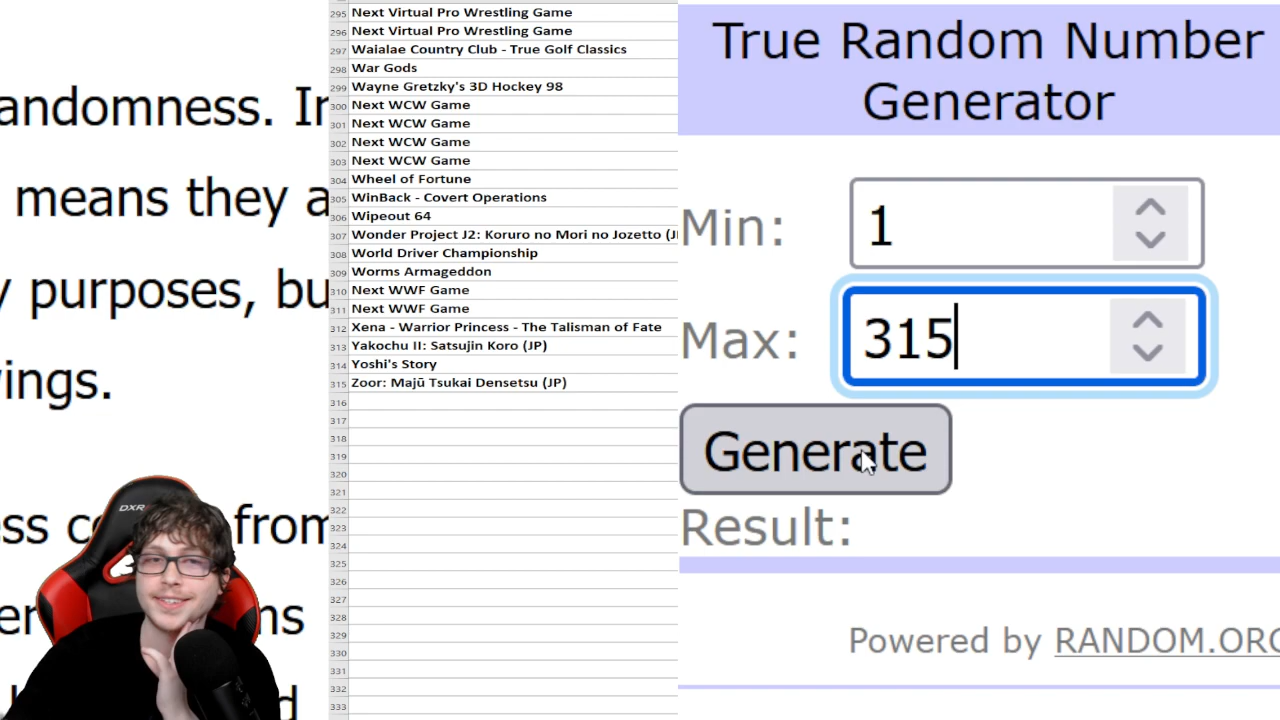 andomness. In
means they a
y purposes, bu
vings.
ess co from
er ns
d
DXR
295 Next Virtual Pro Wrestling Game
296 Next Virtual Pro Wrestling Game
297 Waialae Country Club - True Golf Classics
298 War Gods
299 Wayne Gretzky's 3D Hockey 98
300 Next WCW Game
301 Next WCW Game
302 Next WCW Game
303 Next WCW Game
304 Wheel of Fortune
305 WinBack - Covert Operations
306 Wipeout 64
307 Wonder Project J2: Koruro no Mori no Jozetto (J
308 World Driver Championship
309 Worms Armageddon
310 Next WWF Game
311 Next WWF Game
312 Xena - Warrior Princess - The Talisman of Fate
313 Yakochu II: Satsujin Koro (JP)
314 Yoshi's Story
315 Zoor: Majū Tsukai Densetsu (JP)
316
317
318
319
320
321
322
323
324
325
326
327
328
329
330
331
332
333
True Random Number
Generator
Min: 1
Max: 315
Generate
Result:
Powered by RANDOM.ORG